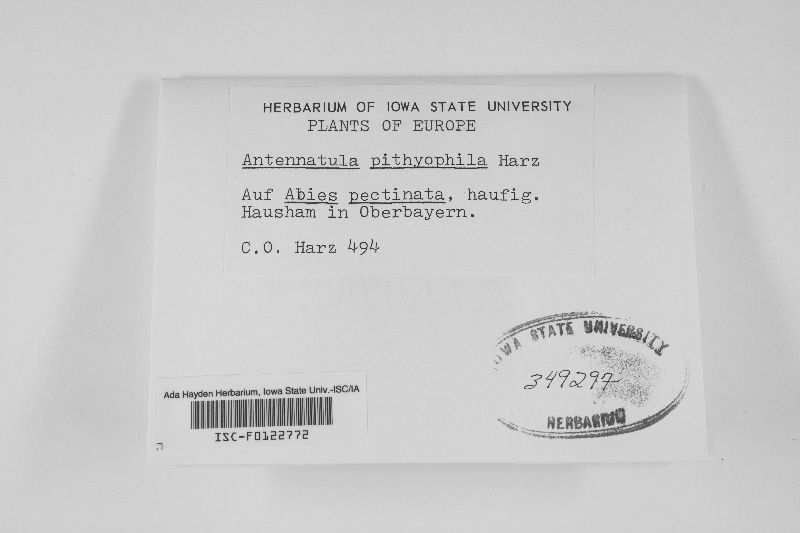 HERBARIUM OF IOWA STATE UNIVERSITY
PLANTS OF EUROPE
Antennatula pithyophila Harz
Auf Abies pectinata, haufig.
Hausham in Oberbayern.
C.O. Harz 494
IOWA STATE UNIVERSITY
349297
HERBARIUM
Ada Hayden Herbarium, Iowa State Univ.-ISC/IA
ISC-F0122772